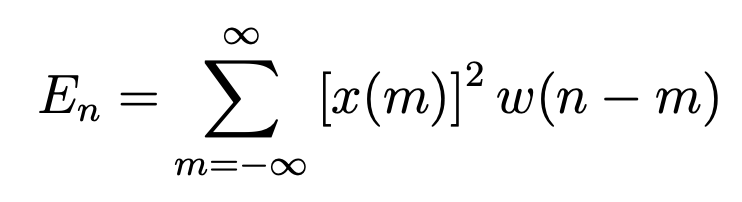 $E_n = \sum_{m=-\infty}^{\infty} [x(m)]^2 w(n-m)$